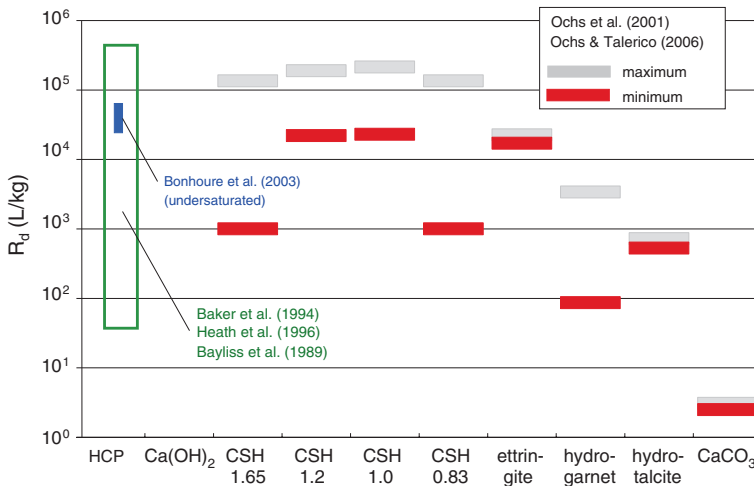 Ochs et al. (2001)
Ochs & Talerico (2006)
maximum
minimum
R_d (L/kg)
10^6
10^5
10^4
10^3
10^2
10^1
10^0
Bonhoure et al. (2003)
(undersaturated)
Baker et al. (1994)
Heath et al. (1996)
Bayliss et al. (1989)
HCP
Ca(OH)_2
CSH
1.65
CSH
1.2
CSH
1.0
CSH
0.83
ettrin-
gite
hydro-
garnet
hydro-
talcite
CaCO_3